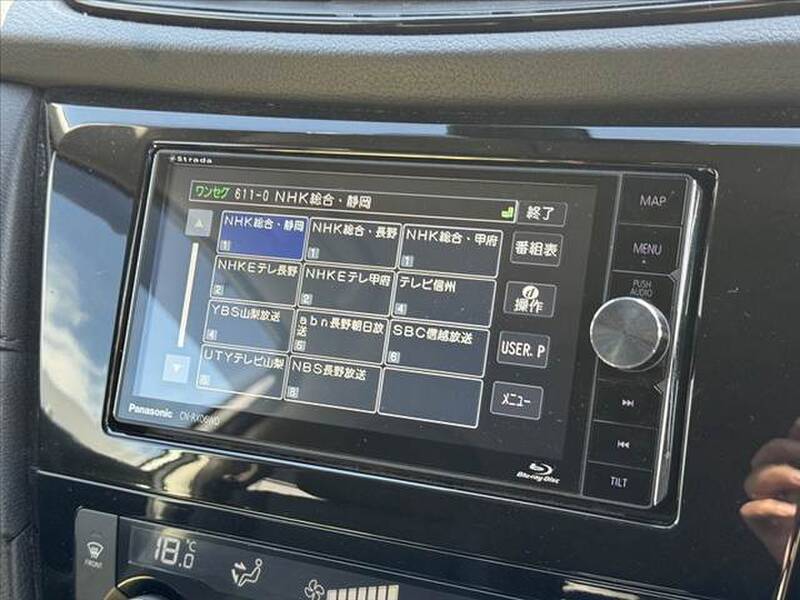 Strada
ワンセグ 611-0 NHK総合・静岡
終了
NHK総合・静岡
1
NHK総合・長野
1
NHK総合・甲府
1
番組表
NHKEテレ長野
2
NHKEテレ甲府
2
テレビ信州
4
d
操作
YBS山梨放送
4
abn長野朝日放
送
5
SBC信越放送
6
USER.P
UTYテレビ山梨
6
NBS長野放送
8
メニュー
Panasonic CN-RX06WD
Blu-ray Disc
MAP
MENU
PUSH
AUDIO
TILT
FRONT
18.0
°C